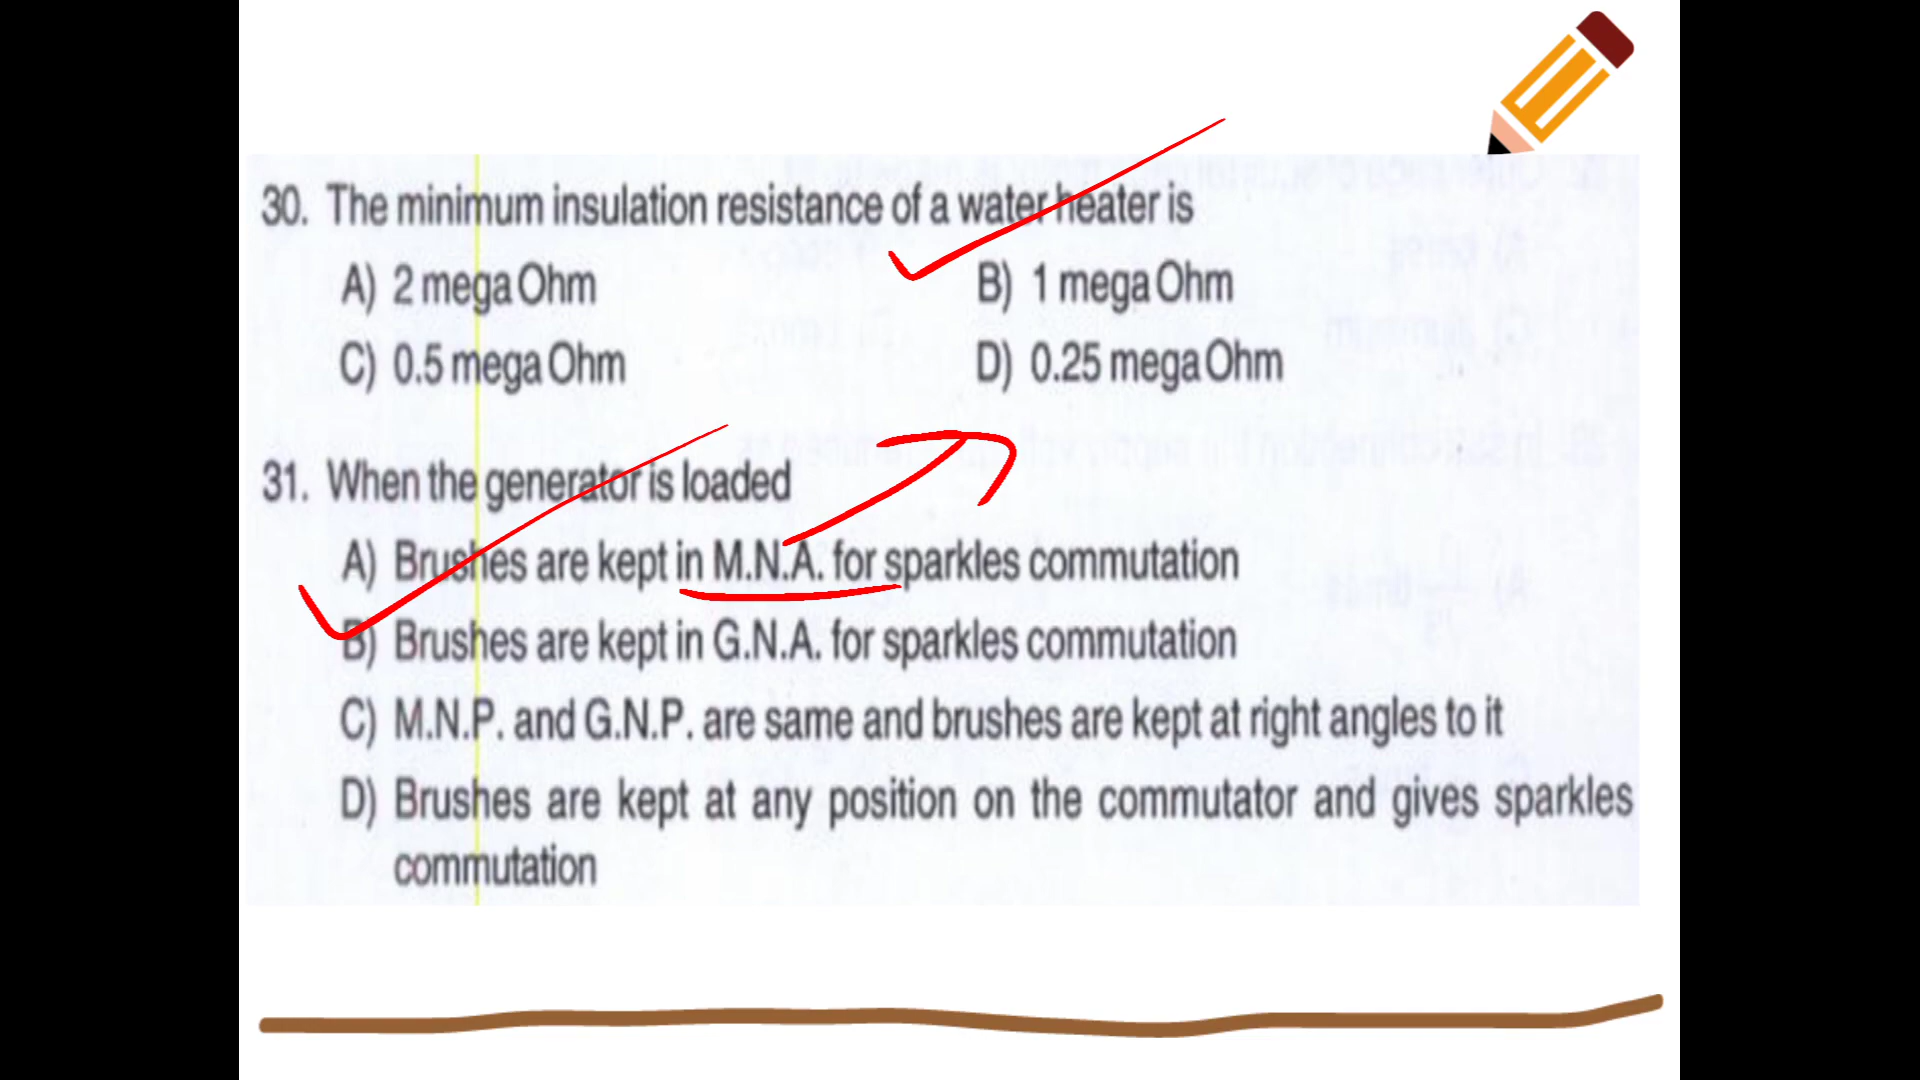 30. The minimum insulation resistance of a water heater is
A) 2 mega Ohm B) 1 mega Ohm
C) 0.5 mega Ohm D) 0.25 mega Ohm
31. When the generator is loaded
A) Brushes are kept in M.N.A. for sparkles commutation
B) Brushes are kept in G.N.A. for sparkles commutation
C) M.N.P. and G.N.P. are same and brushes are kept at right angles to it
D) Brushes are kept at any position on the commutator and gives sparkles
commutation